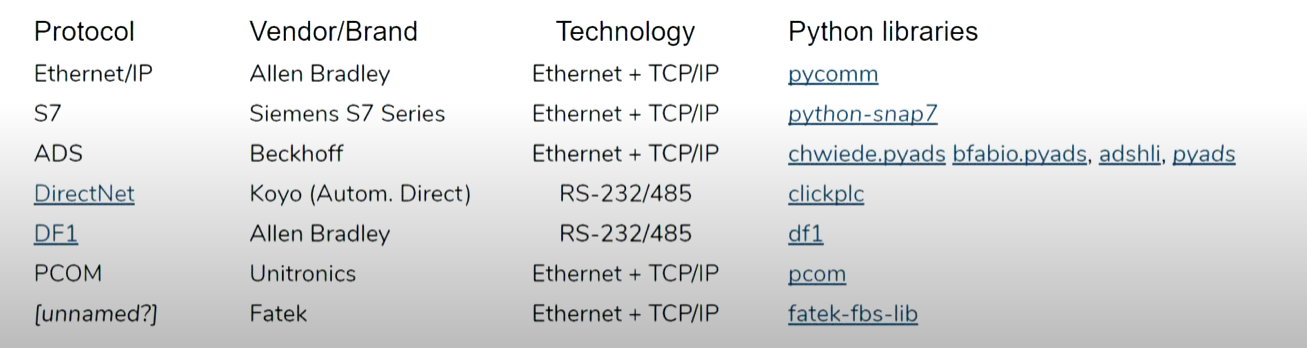 Protocol Vendor/Brand Technology Python libraries
Ethernet/IP Allen Bradley Ethernet + TCP/IP pycomm
S7 Siemens S7 Series Ethernet + TCP/IP python-snap7
ADS Beckhoff Ethernet + TCP/IP chwiede.pyads bfabio.pyads, adshli, pyads
DirectNet Koyo (Autom. Direct) RS-232/485 clickplc
DF1 Allen Bradley RS-232/485 df1
PCOM Unitronics Ethernet + TCP/IP pcom
[unnamed?] Fatek Ethernet + TCP/IP fatek-fbs-lib